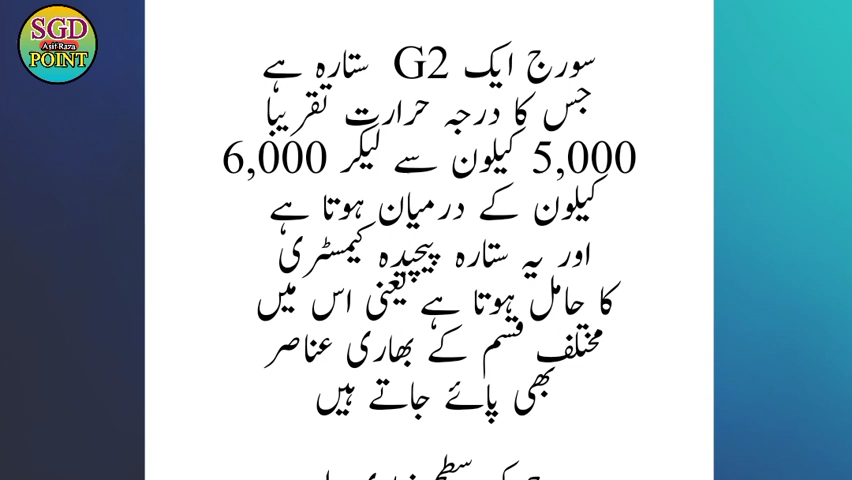 SGD
Asif Raza
POINT
سورج ایک G2 ستارہ ہے
جس کا درجہ حرارت تقریبا
5,000 کیلون سے لیکر 6,000
کیلون کے درمیان ہوتا ہے
اور یہ ستارہ پیچیدہ کیمسٹری
کا حامل ہوتا ہے یعنی اس میں
مختلف قسم کے بھاری عناصر
بھی پائے جاتے ہیں